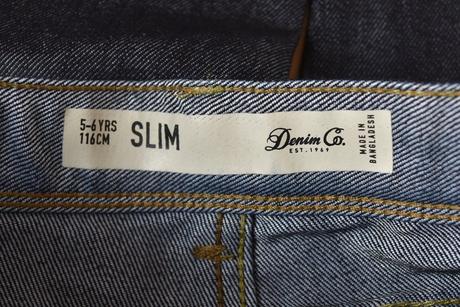 5-6 YRS
116CM
SLIM
Denim Co.
EST. 1969
MADE IN
BANGLADESH